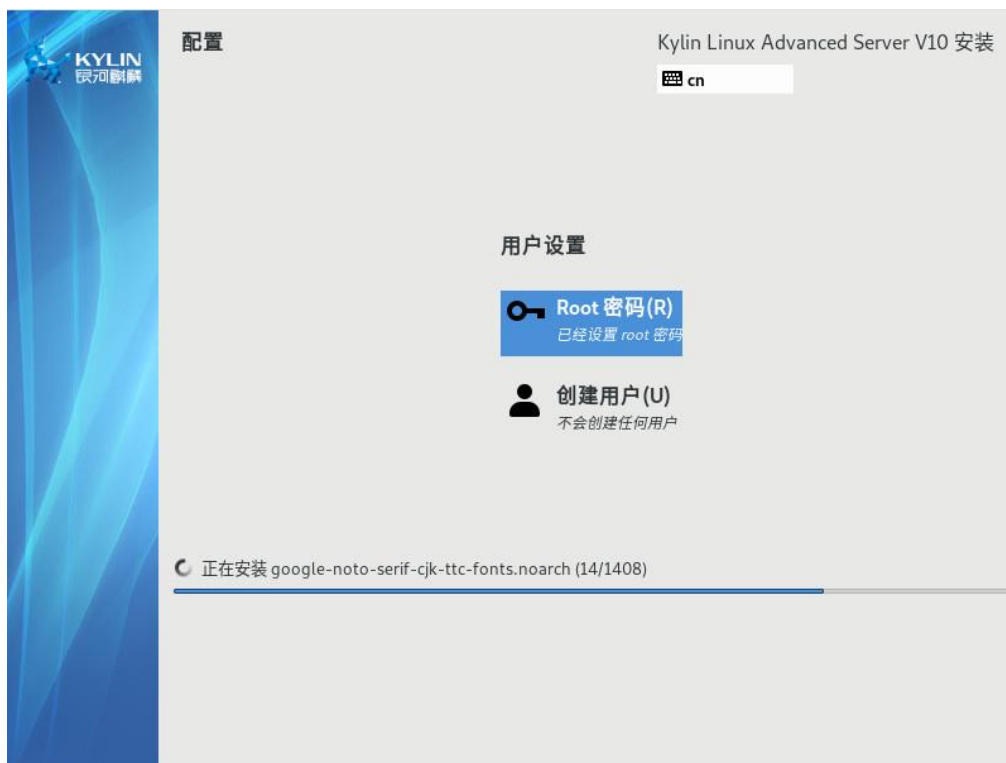 KYLIN
银河麒麟
配置
Kylin Linux Advanced Server V10 安装
cn
用户设置
Root 密码(R)
已经设置 root 密码
创建用户(U)
不会创建任何用户
正在安装 google-noto-serif-cjk-ttc-fonts.noarch (14/1408)